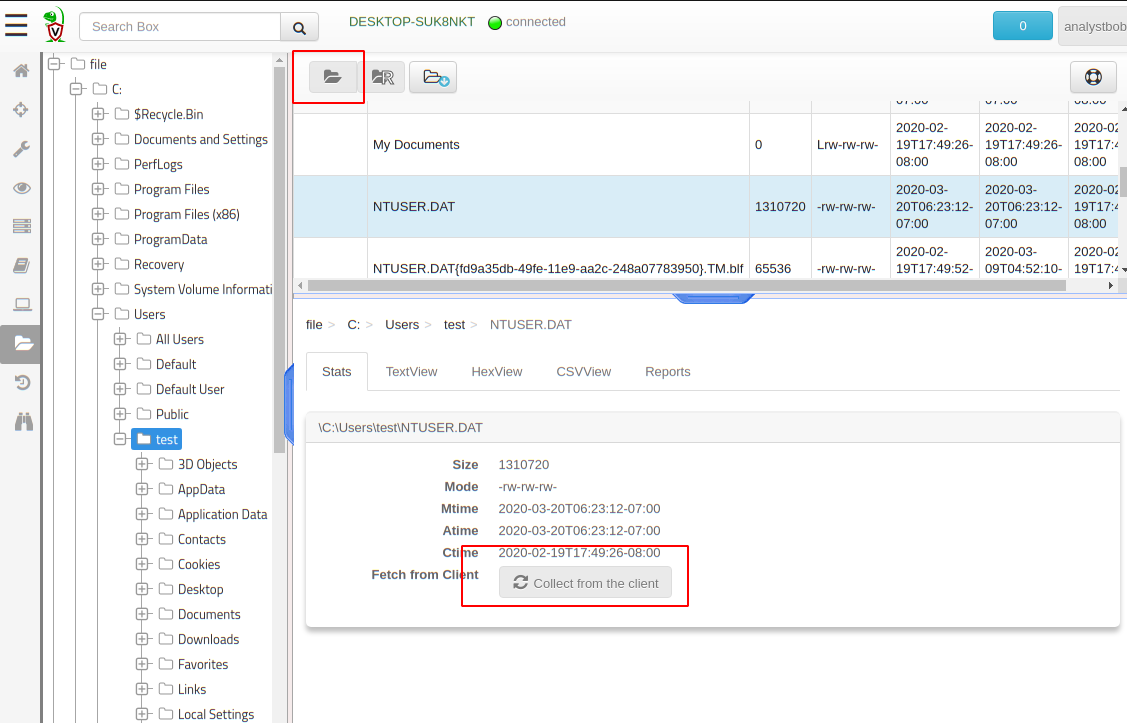 Search Box
DESKTOP-SUK8NKT connected
0
analystbob
file
C:
$Recycle.Bin
Documents and Settings
PerfLogs
Program Files
Program Files (x86)
ProgramData
Recovery
System Volume Informati
Users
All Users
Default
Default User
Public
test
3D Objects
AppData
Application Data
Contacts
Cookies
Desktop
Documents
Downloads
Favorites
Links
Local Settings
07:00 07:00 08:00
My Documents 0 Lrw-rw-rw-
2020-02- 2020-02- 2020-02
19T17:49:26- 19T17:49:26- 19T17:4
08:00 08:00 08:00
NTUSER.DAT 1310720 -rw-rw-rw-
2020-03- 2020-03- 2020-02
20T06:23:12- 20T06:23:12- 19T17:4
07:00 07:00 08:00
NTUSER.DAT{fd9a35db-49fe-11e9-aa2c-248a07783950}.TM.blf 65536 -rw-rw-rw-
2020-02- 2020-03- 2020-02
19T17:49:52- 09T04:52:10- 19T17:4
file > C: > Users > test > NTUSER.DAT
Stats TextView HexView CSVView Reports
\C:\Users\test\NTUSER.DAT
Size 1310720
Mode -rw-rw-rw-
Mtime 2020-03-20T06:23:12-07:00
Atime 2020-03-20T06:23:12-07:00
Ctime 2020-02-19T17:49:26-08:00
Fetch from Client Collect from the client